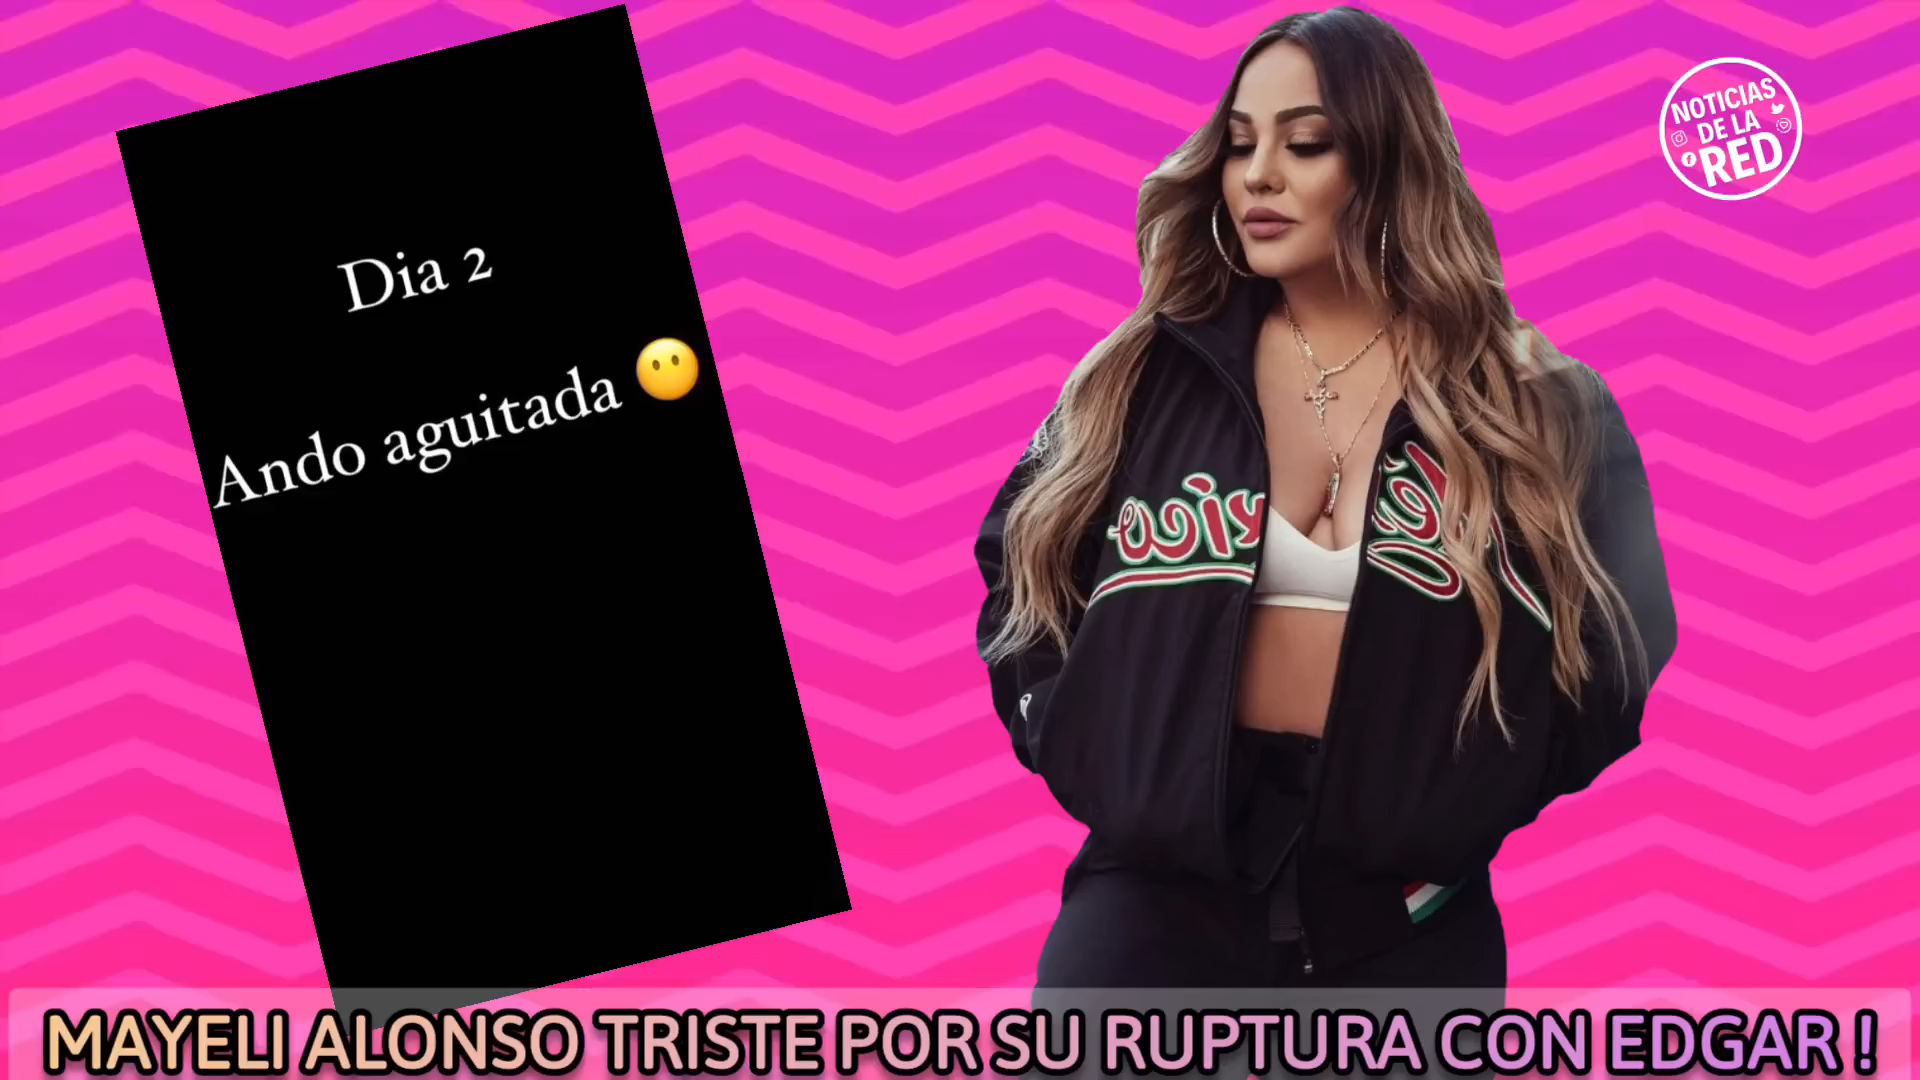 Dia 2
Ando aguitada 😶
NOTICIAS
DE LA
RED
MAYELI ALONSO TRISTE POR SU RUPTURA CON EDGAR !